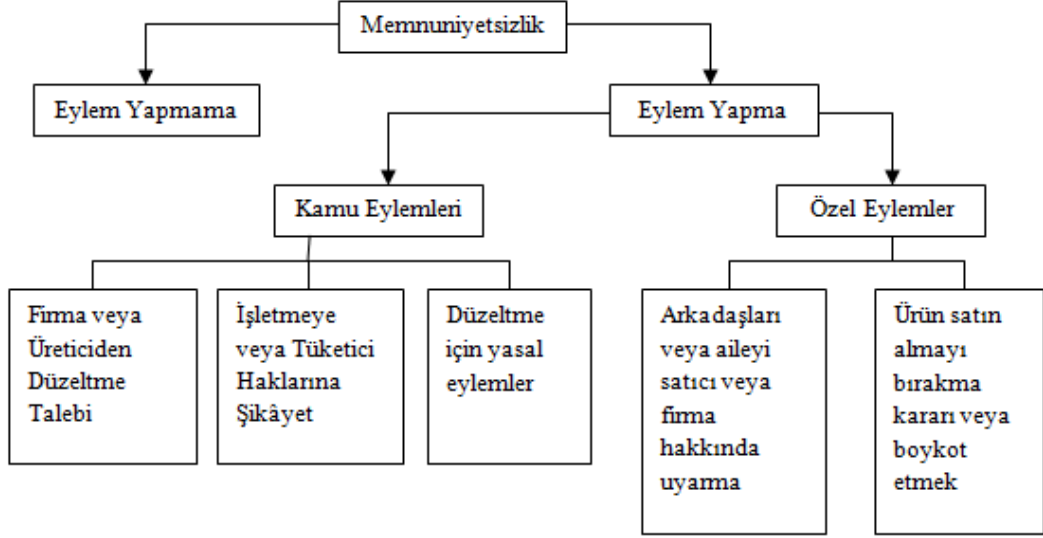 Memnuniyetsizlik
Eylem Yapmama
Eylem Yapma
Kamu Eylemleri
Özel Eylemler
Firma veya
Üreticiden
Düzeltme
Talebi
İşletmeye
veya Tüketici
Haklarına
Şikâyet
Düzeltme
için yasal
eylemler
Arkadaşları
veya aileyi
satıcı veya
firma
hakkında
uyarma
Ürün satın
almayı
bırakma
kararı veya
boykot
etmek